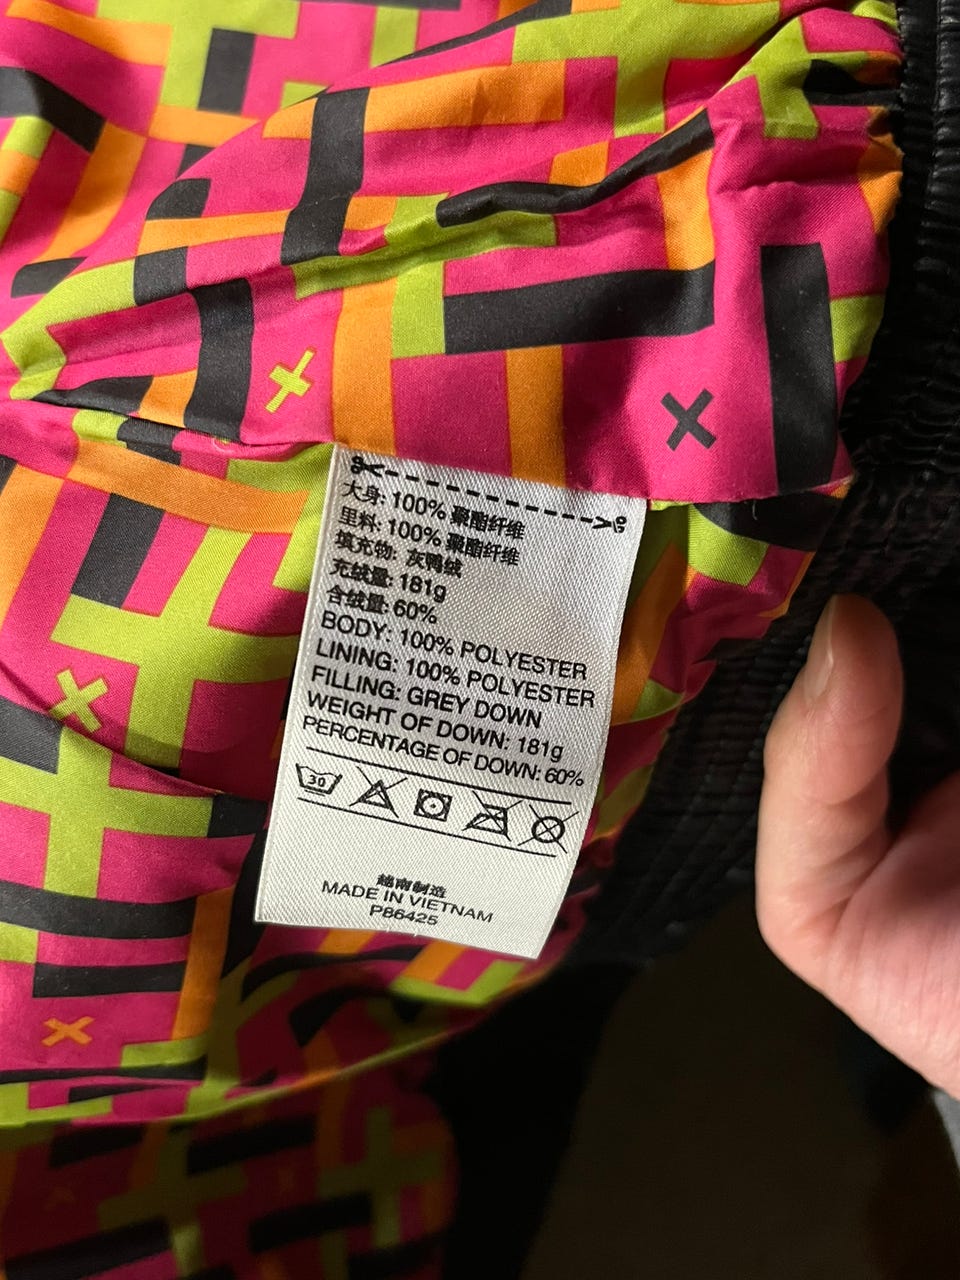 大身: 100% 聚酯纤维
里料: 100% 聚酯纤维
填充物: 灰鸭绒
充绒量: 181g
含绒量: 60%
BODY: 100% POLYESTER
LINING: 100% POLYESTER
FILLING: GREY DOWN
WEIGHT OF DOWN: 181g
PERCENTAGE OF DOWN: 60%
30
越南制造
MADE IN VIETNAM
P86425